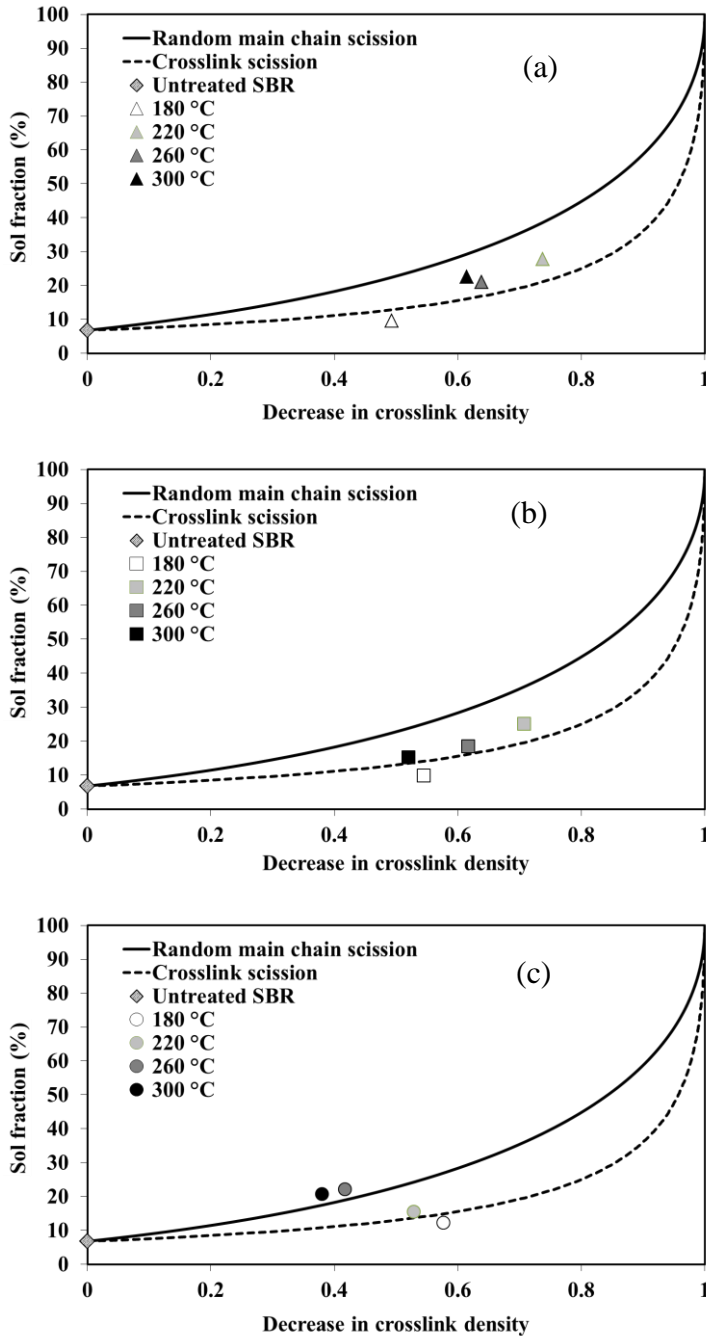 100
90
80
70
60
50
40
30
20
10
0
Sol fraction (%)
Random main chain scission
Crosslink scission
Untreated SBR
180 °C
220 °C
260 °C
300 °C
(a)
0 0.2 0.4 0.6 0.8 1
Decrease in crosslink density
100
90
80
70
60
50
40
30
20
10
0
Sol fraction (%)
Random main chain scission
Crosslink scission
Untreated SBR
180 °C
220 °C
260 °C
300 °C
(b)
0 0.2 0.4 0.6 0.8 1
Decrease in crosslink density
100
90
80
70
60
50
40
30
20
10
0
Sol fraction (%)
Random main chain scission
Crosslink scission
Untreated SBR
180 °C
220 °C
260 °C
300 °C
(c)
0 0.2 0.4 0.6 0.8 1
Decrease in crosslink density